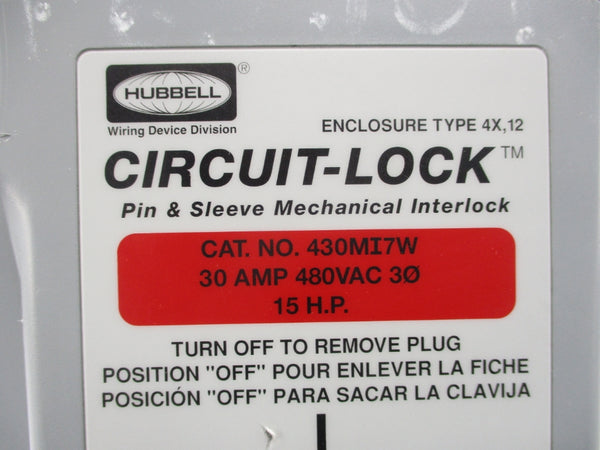 HUBBELL®
Wiring Device Division
ENCLOSURE TYPE 4X,12
CIRCUIT-LOCK™
Pin & Sleeve Mechanical Interlock
CAT. NO. 430MI7W
30 AMP 480VAC 3Ø
15 H.P.
TURN OFF TO REMOVE PLUG
POSITION "OFF" POUR ENLEVER LA FICHE
POSICIÓN "OFF" PARA SACAR LA CLAVIJA